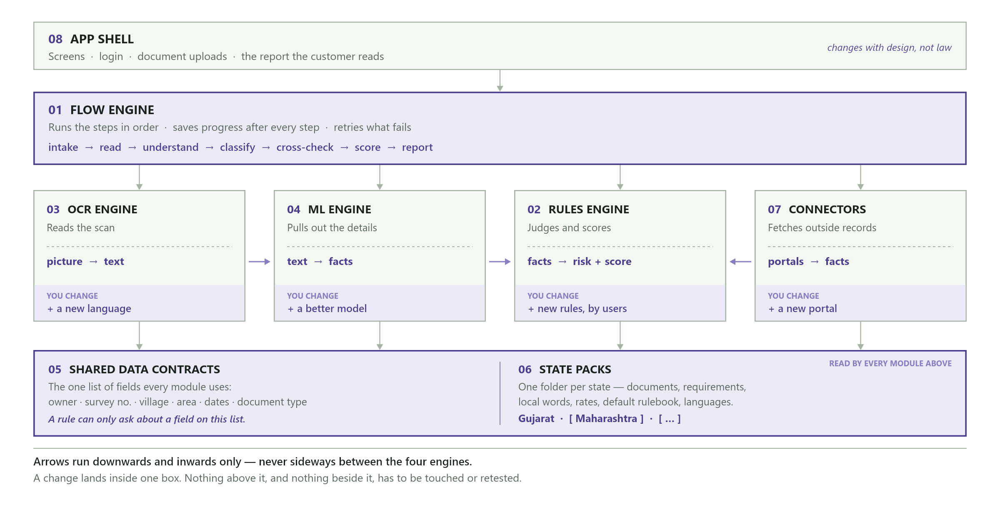 08 APP SHELL
Screens · login · document uploads · the report the customer reads
changes with design, not law
01 FLOW ENGINE
Runs the steps in order · saves progress after every step · retries what fails
intake → read → understand → classify → cross-check → score → report
03 OCR ENGINE
Reads the scan
picture → text
YOU CHANGE
+ a new language
04 ML ENGINE
Pulls out the details
text → facts
YOU CHANGE
+ a better model
02 RULES ENGINE
Judges and scores
facts → risk + score
YOU CHANGE
+ new rules, by users
07 CONNECTORS
Fetches outside records
portals → facts
YOU CHANGE
+ a new portal
05 SHARED DATA CONTRACTS
The one list of fields every module uses:
owner · survey no. · village · area · dates · document type
A rule can only ask about a field on this list.
06 STATE PACKS
READ BY EVERY MODULE ABOVE
One folder per state — documents, requirements,
local words, rates, default rulebook, languages.
Gujarat · [ Maharashtra ] · [ ... ]
Arrows run downwards and inwards only — never sideways between the four engines.
A change lands inside one box. Nothing above it, and nothing beside it, has to be touched or retested.